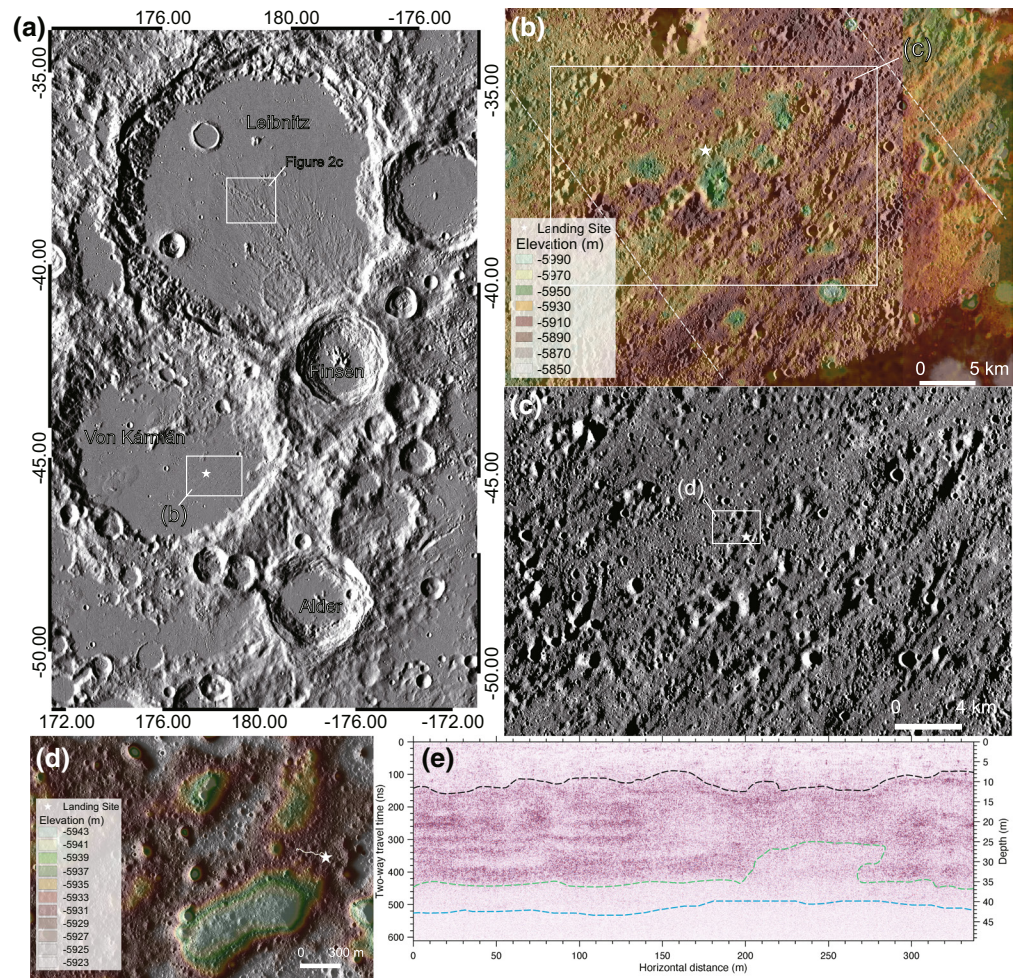 (a)
176.00 180.00 -176.00
-35.00
-40.00
-45.00
-50.00
Leibnitz
Figure 2c
Finsen
Von Kármán
(b)
Alder
-35.00
-40.00
-45.00
-50.00
172.00 176.00 180.00 -176.00 -172.00
(b)
(c)
Landing Site
Elevation (m)
-5990
-5970
-5950
-5930
-5910
-5890
-5870
-5850
0 5 km
(c)
(d)
0 4 km
(d)
Landing Site
Elevation (m)
-5943
-5941
-5939
-5937
-5935
-5933
-5931
-5929
-5927
-5925
-5923
0 300 m
(e)
Two-way travel time (ns)
0
100
200
300
400
500
600
0
5
10
15
20
25
30
35
40
45
Depth (m)
0 50 100 150 200 250 300
Horizontal distance (m)